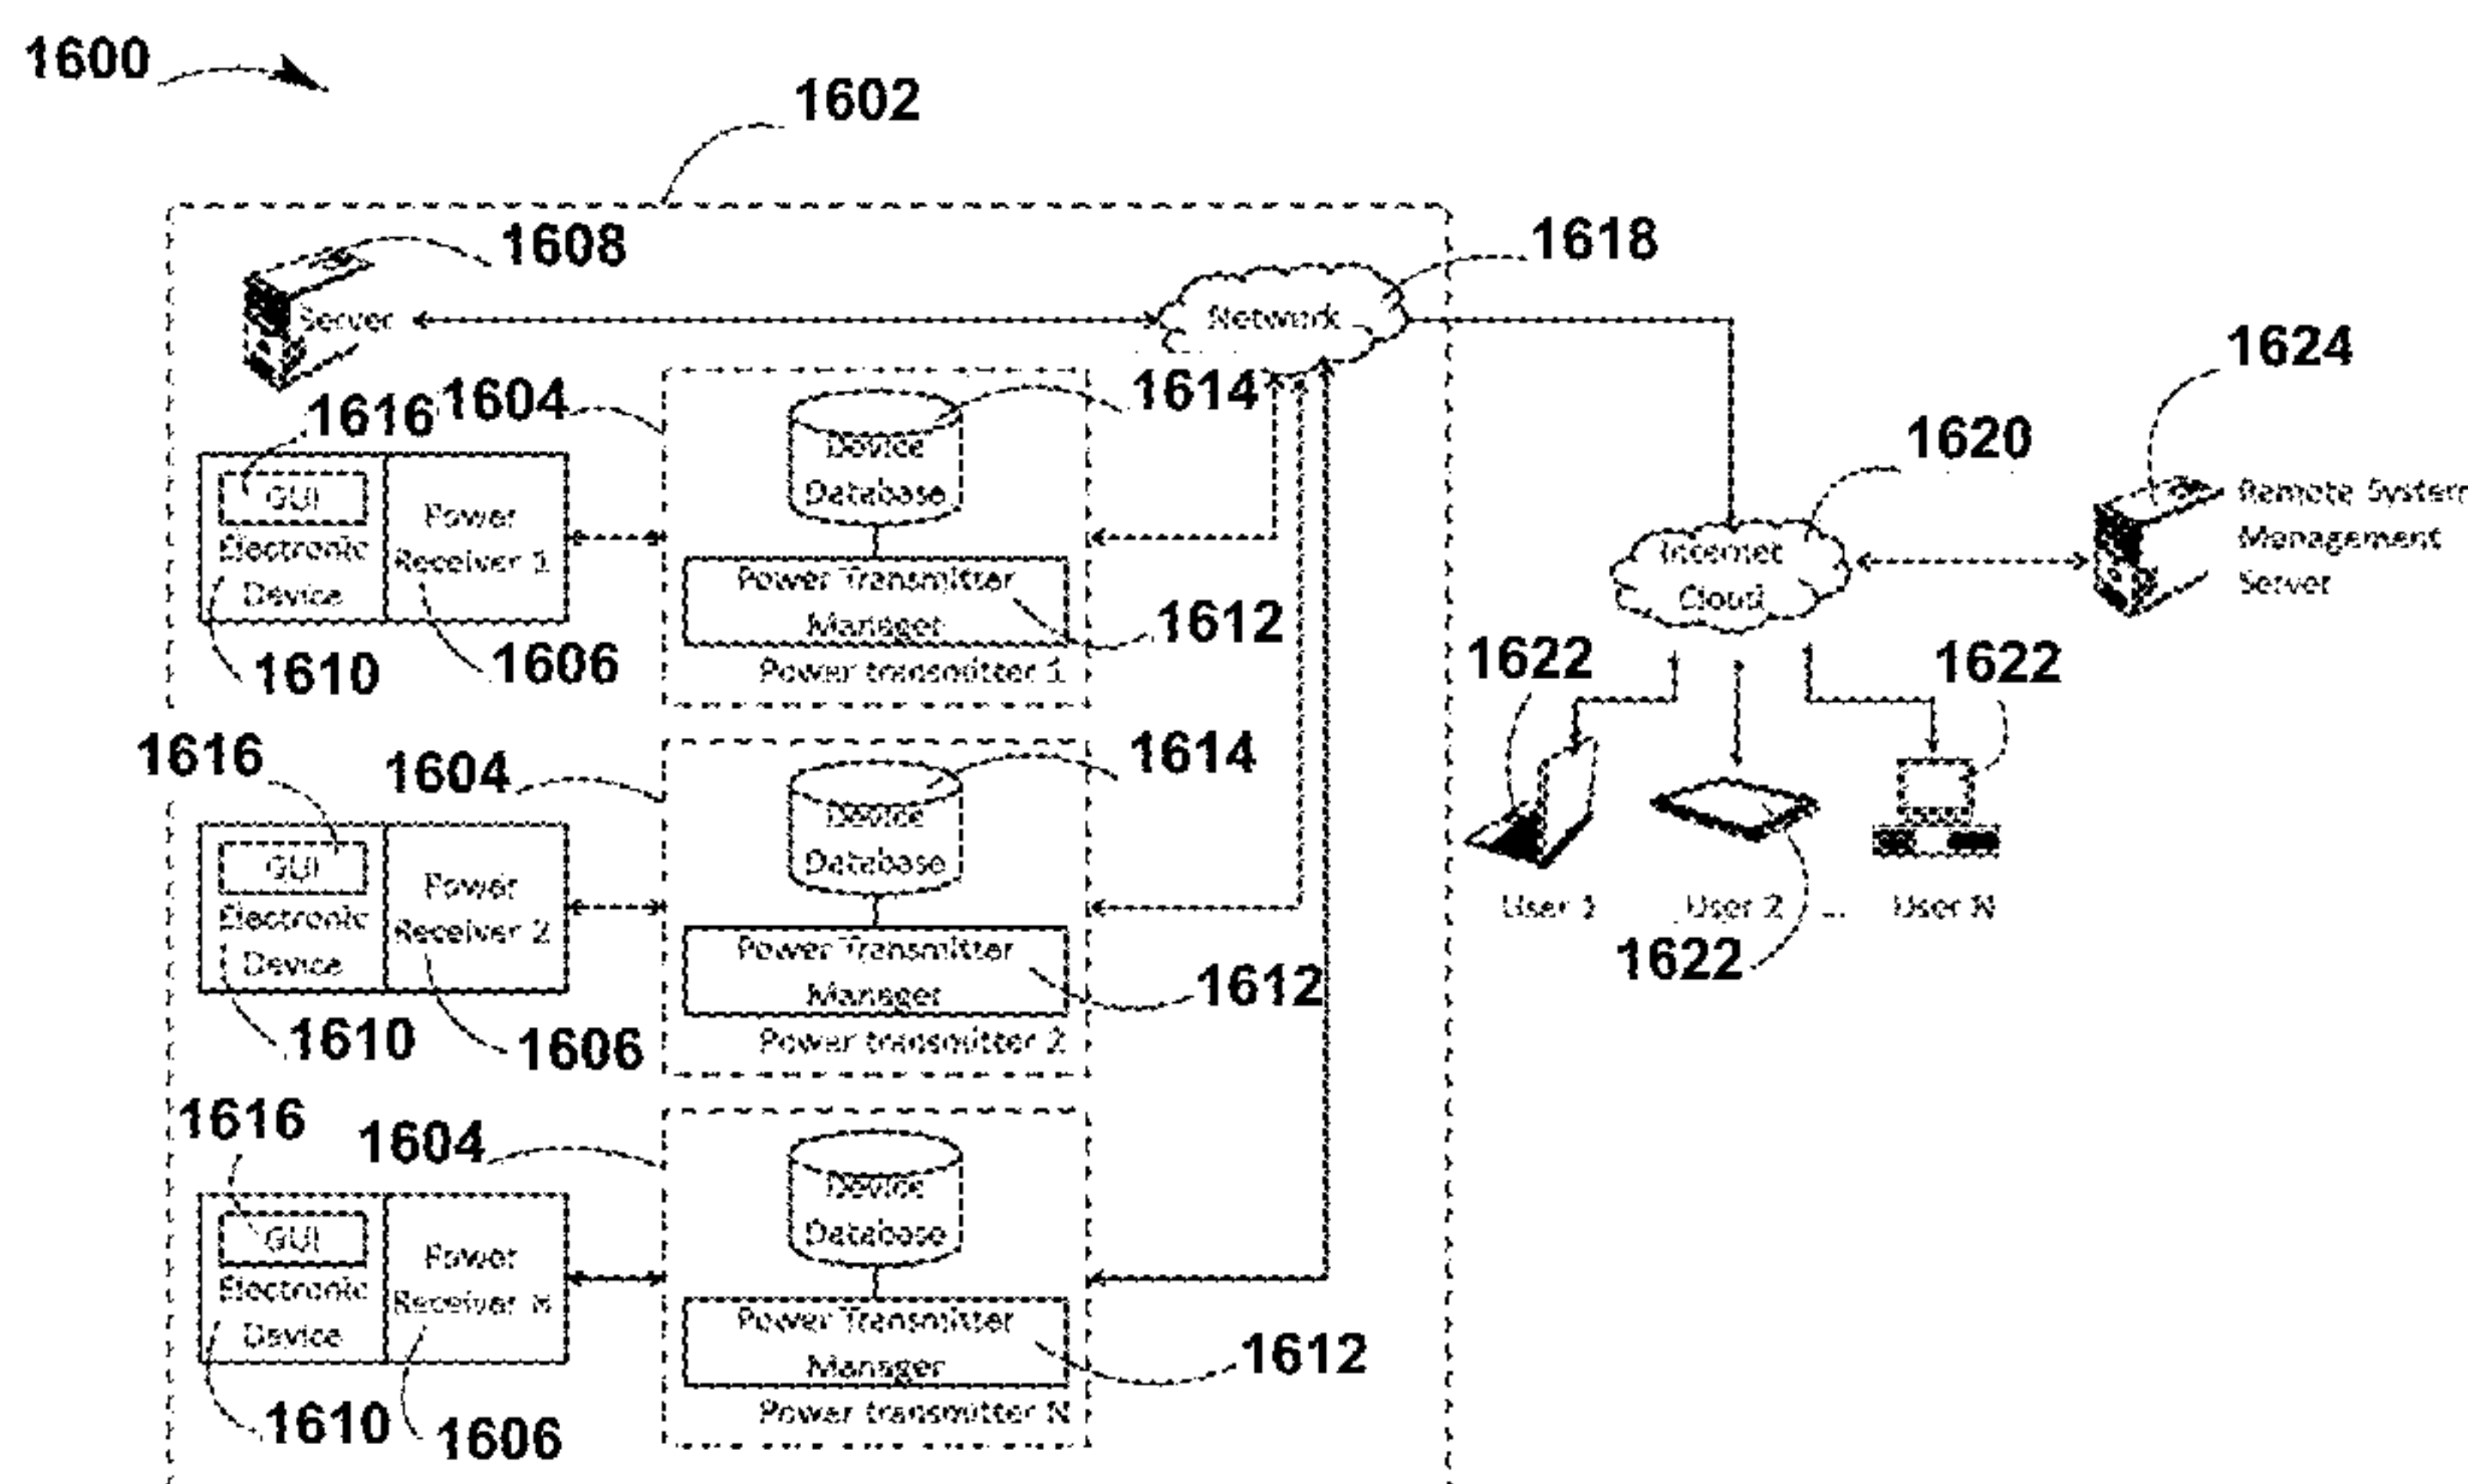 1600
1602
1608
1618
Server
Network
1624
1616
1604
1614
1620
GUI
Electronic
Device
Power
Receiver 1
Device
Database
Power Transmitter
Manager
Power transmitter 1
1612
1610
1606
Internet
Cloud
Remote System
Management
Server
1622
1622
1616
1604
1614
GUI
Electronic
Device
Power
Receiver 2
Device
Database
Power Transmitter
Manager
Power transmitter 2
1612
1610
1606
User 1
User 2
...
User N
1622
1616
1604
GUI
Electronic
Device
Power
Receiver N
Device
Database
Power Transmitter
Manager
Power transmitter N
1612
1610
1606